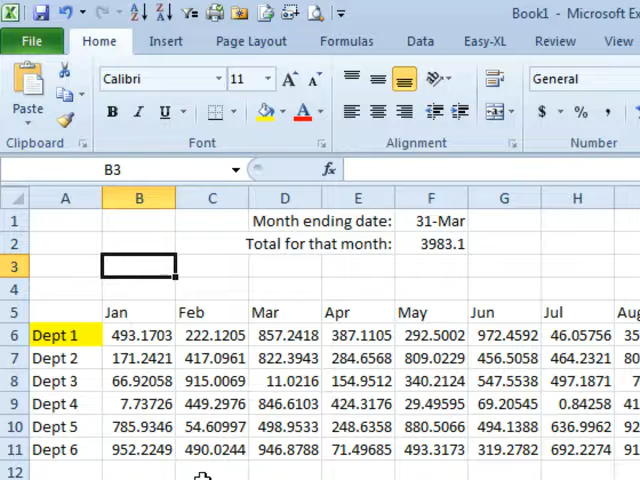 Book1 - Microsoft Ex
File Home Insert Page Layout Formulas Data Easy-XL Review View
Calibri 11 General
Paste B I U A $ % ,
Clipboard Font Alignment Number
B3 fx
A B C D E F G H
1 Month ending date: 31-Mar
2 Total for that month: 3983.1
3
4
5 Jan Feb Mar Apr May Jun Jul Aug
6 Dept 1 493.1703 222.1205 857.2418 387.1105 292.5002 972.4592 46.05756 35
7 Dept 2 171.2421 417.0961 822.3943 284.6568 809.0229 456.5058 464.2321 80
8 Dept 3 66.92058 915.0069 11.0216 154.9512 340.2124 547.5538 497.1871 7
9 Dept 4 7.73726 449.2976 846.6103 424.3176 29.49595 69.20545 0.84258 41
10 Dept 5 785.9346 54.60997 498.9531 248.6358 880.5066 494.1388 636.9962 92
11 Dept 6 952.2249 490.0244 946.8788 71.49685 493.3173 319.2782 692.2274 91
12